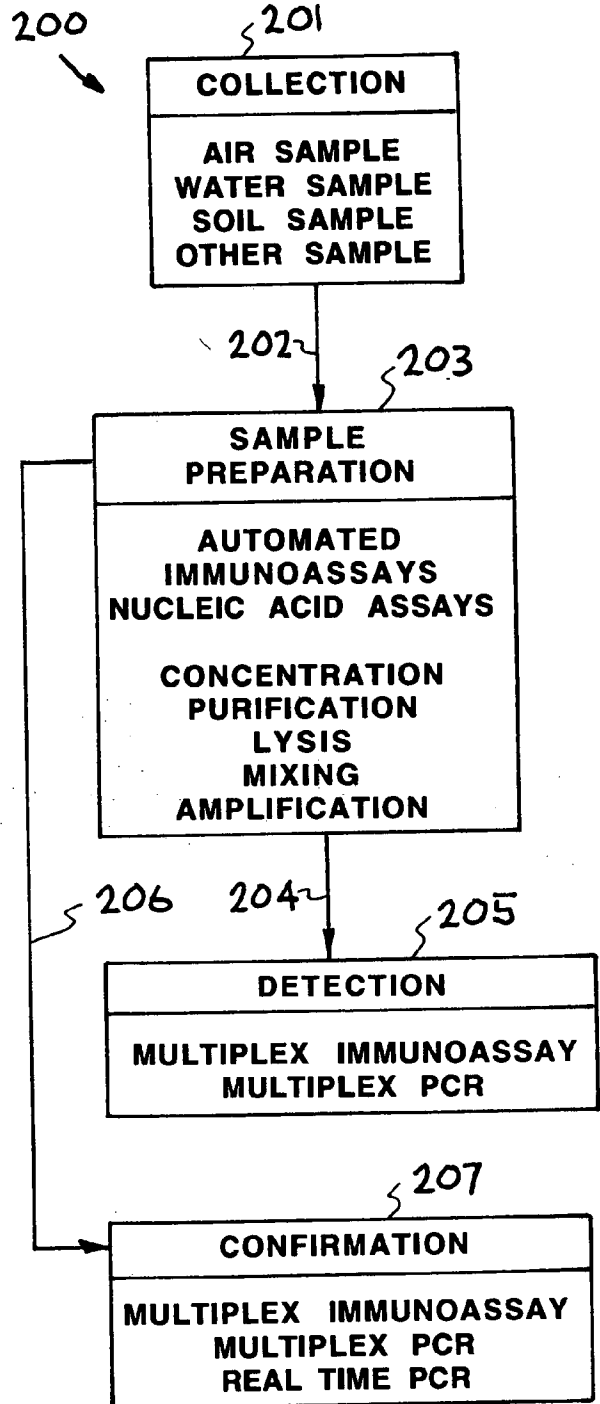 200
201
COLLECTION
AIR SAMPLE
WATER SAMPLE
SOIL SAMPLE
OTHER SAMPLE
202
203
SAMPLE
PREPARATION
AUTOMATED
IMMUNOASSAYS
NUCLEIC ACID ASSAYS
CONCENTRATION
PURIFICATION
LYSIS
MIXING
AMPLIFICATION
206
204
205
DETECTION
MULTIPLEX IMMUNOASSAY
MULTIPLEX PCR
207
CONFIRMATION
MULTIPLEX IMMUNOASSAY
MULTIPLEX PCR
REAL TIME PCR